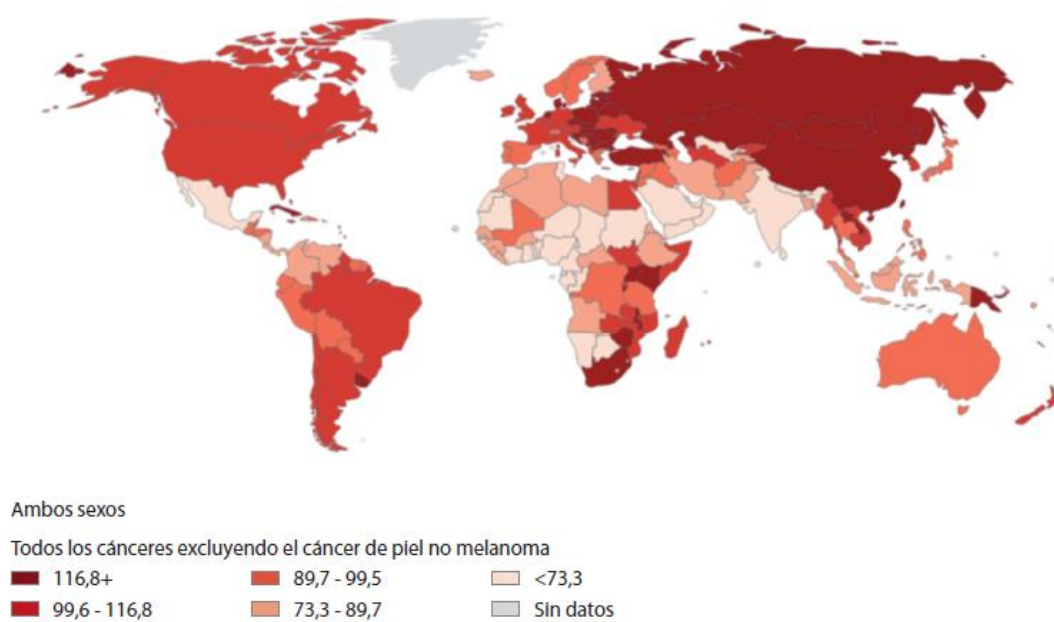 Ambos sexos
Todos los cánceres excluyendo el cáncer de piel no melanoma
116,8+ 89,7 - 99,5 <73,3
99,6 - 116,8 73,3 - 89,7 Sin datos